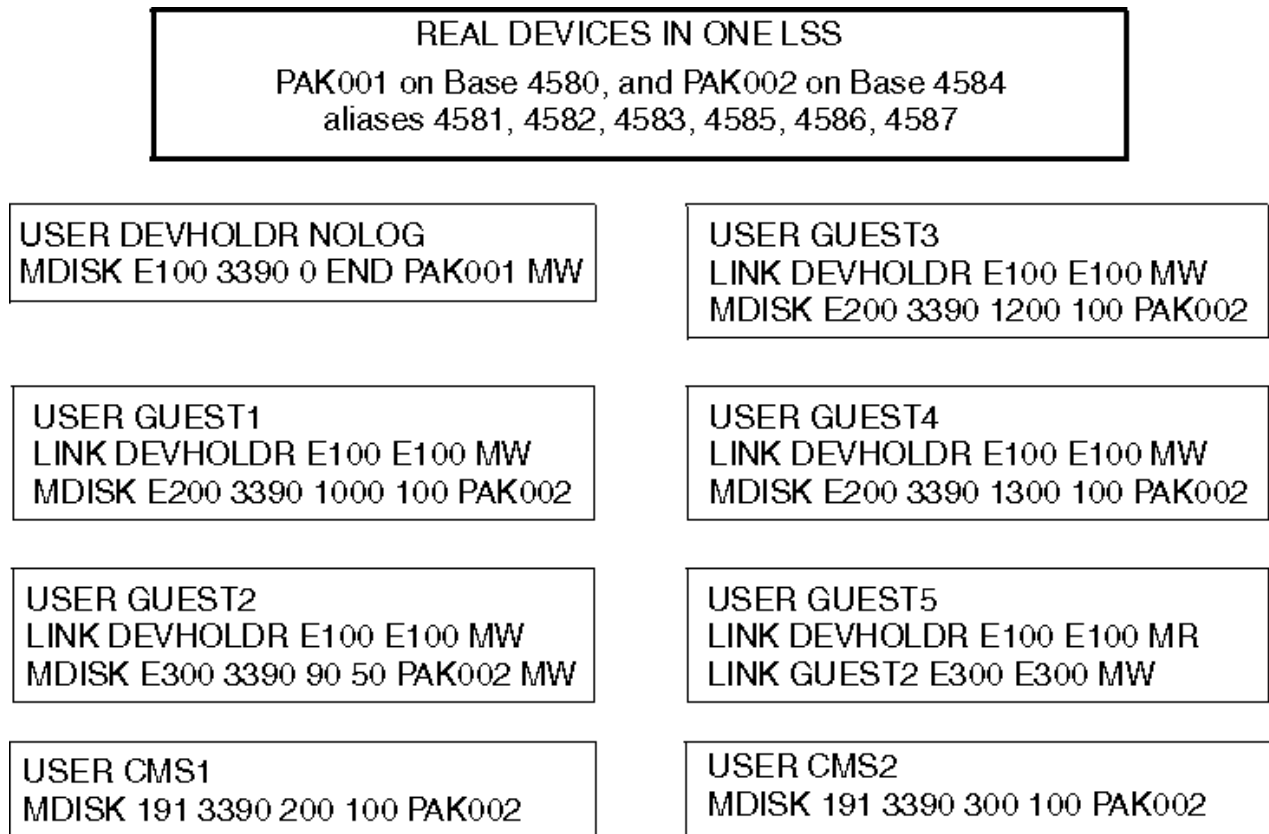 REAL DEVICES IN ONE LSS
PAK001 on Base 4580, and PAK002 on Base 4584
aliases 4581, 4582, 4583, 4585, 4586, 4587
USER DEVHOLDR NOLOG
MDISK E100 3390 0 END PAK001 MW
USER GUEST3
LINK DEVHOLDR E100 E100 MW
MDISK E200 3390 1200 100 PAK002
USER GUEST1
LINK DEVHOLDR E100 E100 MW
MDISK E200 3390 1000 100 PAK002
USER GUEST4
LINK DEVHOLDR E100 E100 MW
MDISK E200 3390 1300 100 PAK002
USER GUEST2
LINK DEVHOLDR E100 E100 MW
MDISK E300 3390 90 50 PAK002 MW
USER GUEST5
LINK DEVHOLDR E100 E100 MR
LINK GUEST2 E300 E300 MW
USER CMS1
MDISK 191 3390 200 100 PAK002
USER CMS2
MDISK 191 3390 300 100 PAK002